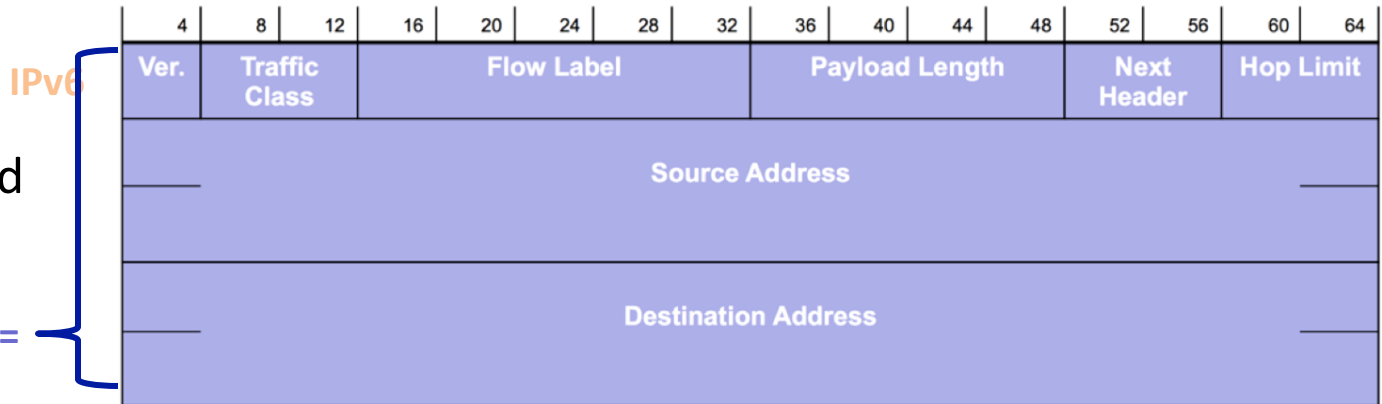 4 8 12 16 20 24 28 32 36 40 44 48 52 56 60 64
IPv6
Ver. Traffic Flow Label Payload Length Next Hop Limit
Class Header
d
Source Address
=
Destination Address